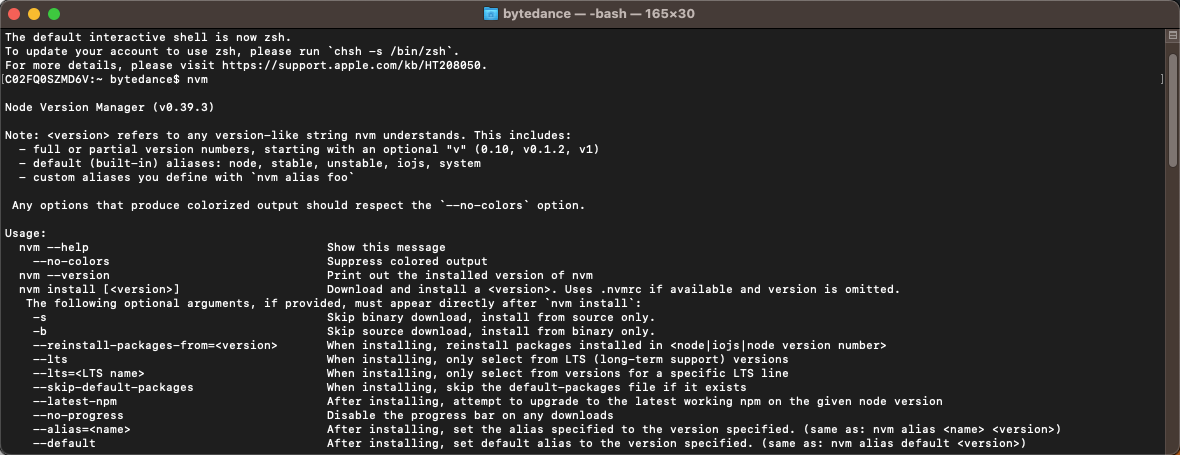 bytedance — -bash — 165×30
The default interactive shell is now zsh.
To update your account to use zsh, please run `chsh -s /bin/zsh`.
For more details, please visit https://support.apple.com/kb/HT208050.
[C02FQ0SZMD6V:~ bytedance$ nvm ]
Node Version Manager (v0.39.3)
Note: <version> refers to any version-like string nvm understands. This includes:
- full or partial version numbers, starting with an optional "v" (0.10, v0.1.2, v1)
- default (built-in) aliases: node, stable, unstable, iojs, system
- custom aliases you define with `nvm alias foo`
Any options that produce colorized output should respect the `--no-colors` option.
Usage:
nvm --help Show this message
--no-colors Suppress colored output
nvm --version Print out the installed version of nvm
nvm install [<version>] Download and install a <version>. Uses .nvmrc if available and version is omitted.
The following optional arguments, if provided, must appear directly after `nvm install`:
-s Skip binary download, install from source only.
-b Skip source download, install from binary only.
--reinstall-packages-from=<version> When installing, reinstall packages installed in <node|iojs|node version number>
--lts When installing, only select from LTS (long-term support) versions
--lts=<LTS name> When installing, only select from versions for a specific LTS line
--skip-default-packages When installing, skip the default-packages file if it exists
--latest-npm After installing, attempt to upgrade to the latest working npm on the given node version
--no-progress Disable the progress bar on any downloads
--alias=<name> After installing, set the alias specified to the version specified. (same as: nvm alias <name> <version>)
--default After installing, set default alias to the version specified. (same as: nvm alias default <version>)